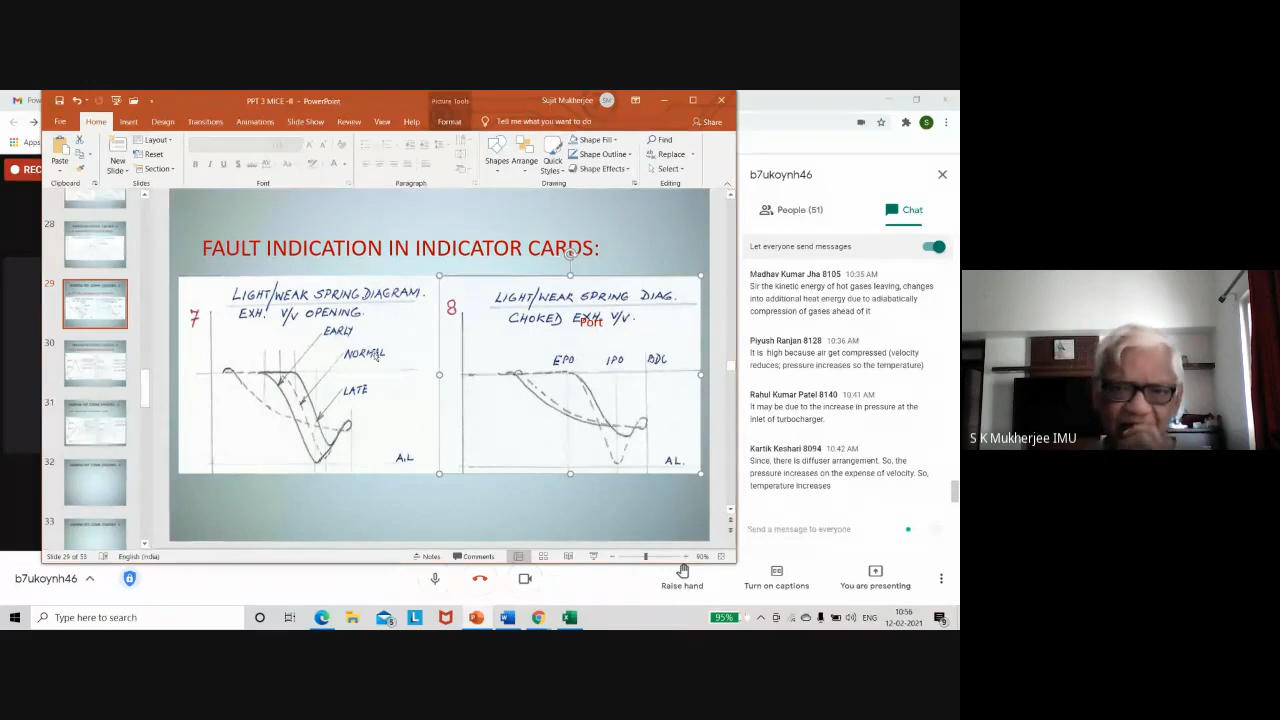 PPT 3 MICE -II - PowerPoint
Picture Tools
Sujit Mukherjee
SM
File
Home
Insert
Design
Transitions
Animations
Slide Show
Review
View
Help
Format
Tell me what you want to do
Share
Paste
Clipboard
New
Slide
Layout
Reset
Section
Slides
Font
Paragraph
Shapes
Arrange
Quick
Styles
Shape Fill
Shape Outline
Shape Effects
Drawing
Find
Replace
Select
Editing
Apps
REC
28
29
30
31
32
33
FAULT INDICATION IN INDICATOR CARDS:
7
LIGHT/WEAK SPRING DIAGRAM.
EXH. V/V OPENING.
EARLY
NORMAL
LATE
A.L
8
LIGHT/WEAK SPRING DIAG.
CHOKED EXH. V/V.
Port
EPO
IPO
BDC
AL.
Slide 29 of 53
English (India)
Notes
Comments
90%
b7ukoynh46
People (51)
Chat
Let everyone send messages
Madhav Kumar Jha 8105 10:35 AM
Sir the kinetic energy of hot gases leaving, changes
into additional heat energy due to adiabatically
compression of gases ahead of it
Piyush Ranjan 8128 10:36 AM
It is high because air get compressed (velocity
reduces; pressure increases so the temperature)
Rahul Kumar Patel 8140 10:41 AM
It may be due to the increase in pressure at the
inlet of turbocharger.
Kartik Keshari 8094 10:42 AM
Since, there is diffuser arrangement. So, the
pressure increases on the expense of velocity. So,
temperature increases
Send a message to everyone
S K Mukherjee IMU
b7ukoynh46
Raise hand
Turn on captions
You are presenting
Type here to search
95%
ENG
10:56
12-02-2021